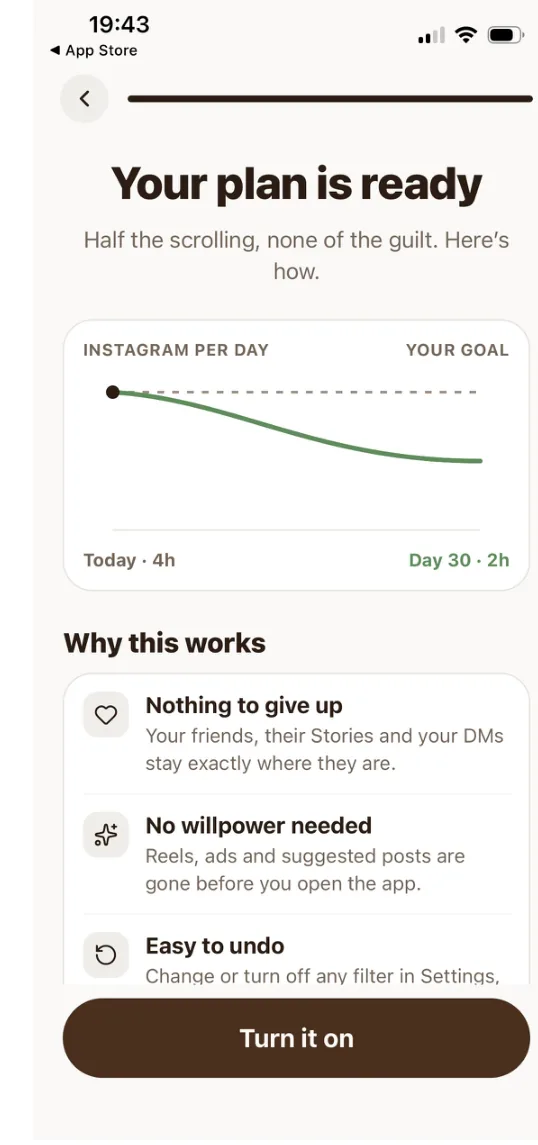 19:43
◀ App Store
Your plan is ready
Half the scrolling, none of the guilt. Here’s
how.
INSTAGRAM PER DAY
YOUR GOAL
Today · 4h
Day 30 · 2h
Why this works
Nothing to give up
Your friends, their Stories and your DMs
stay exactly where they are.
No willpower needed
Reels, ads and suggested posts are
gone before you open the app.
Easy to undo
Change or turn off any filter in Settings,
Turn it on